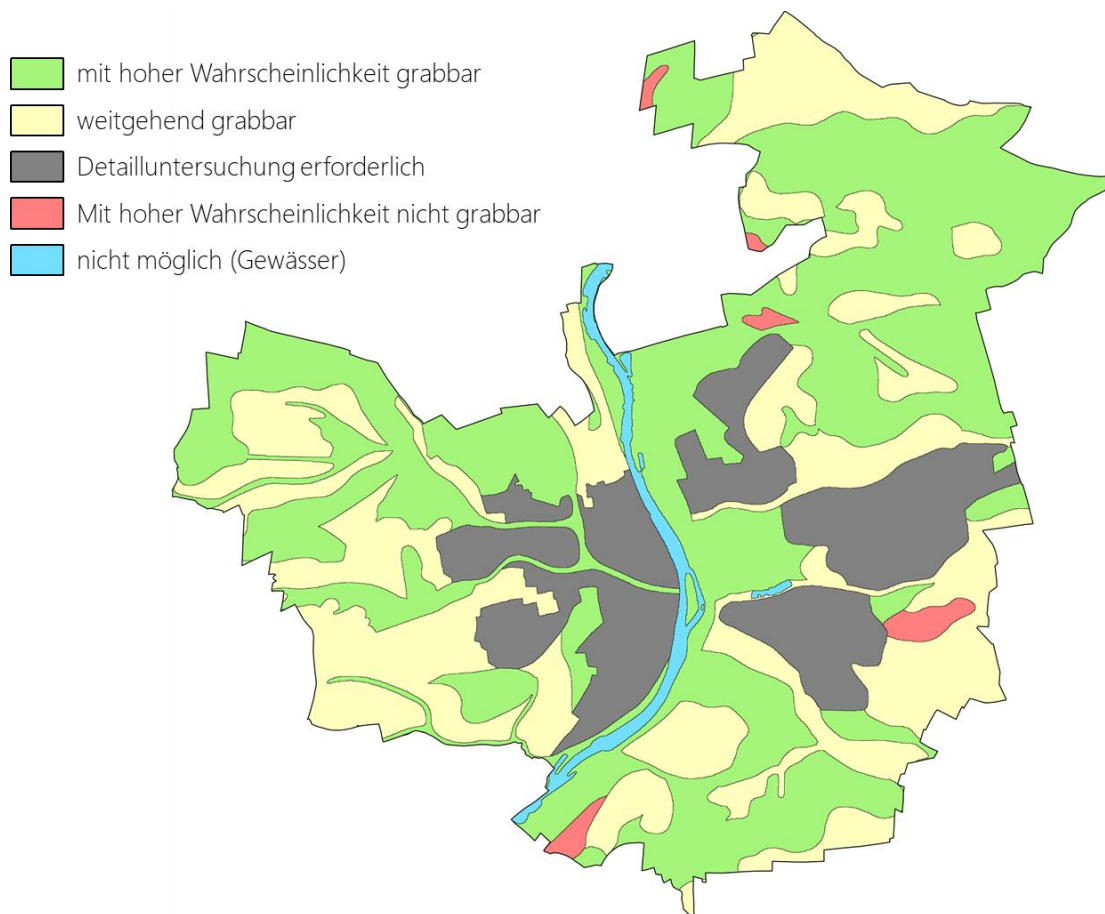 mit hoher Wahrscheinlichkeit grabbar
weitgehend grabbar
Detailluntersuchung erforderlich
Mit hoher Wahrscheinlichkeit nicht grabbar
nicht möglich (Gewässer)